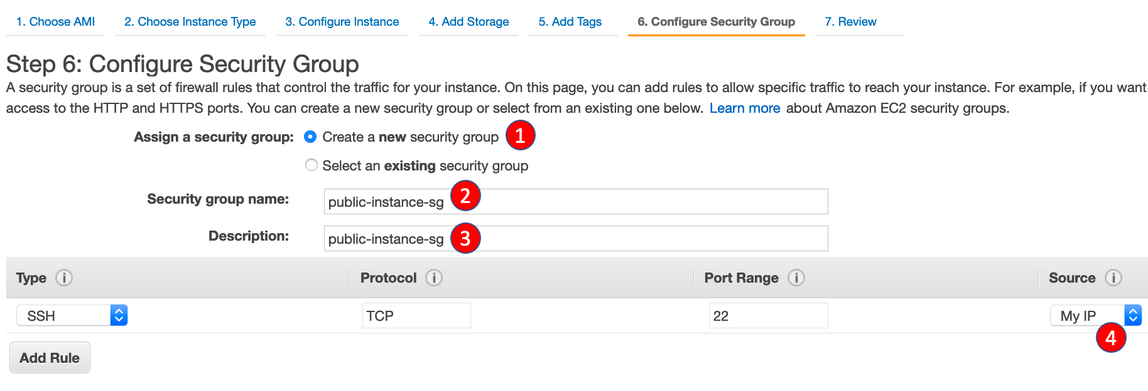 1. Choose AMI 2. Choose Instance Type 3. Configure Instance 4. Add Storage 5. Add Tags 6. Configure Security Group 7. Review
Step 6: Configure Security Group
A security group is a set of firewall rules that control the traffic for your instance. On this page, you can add rules to allow specific traffic to reach your instance. For example, if you want
access to the HTTP and HTTPS ports. You can create a new security group or select from an existing one below. Learn more about Amazon EC2 security groups.
Assign a security group: Create a new security group 1
Select an existing security group
Security group name: public-instance-sg 2
Description: public-instance-sg 3
Type i Protocol i Port Range i Source i
SSH TCP 22 My IP
4
Add Rule